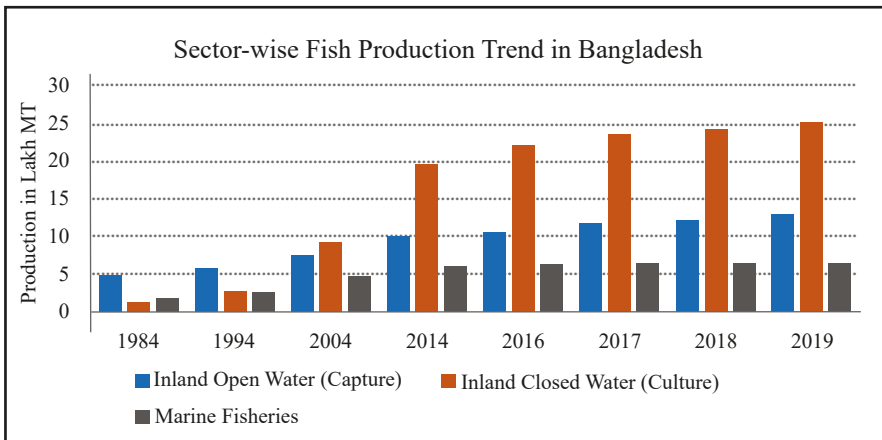 Sector-wise Fish Production Trend in Bangladesh
Production in Lakh MT
30
25
20
15
10
5
0
1984 1994 2004 2014 2016 2017 2018 2019
Inland Open Water (Capture) Inland Closed Water (Culture)
Marine Fisheries